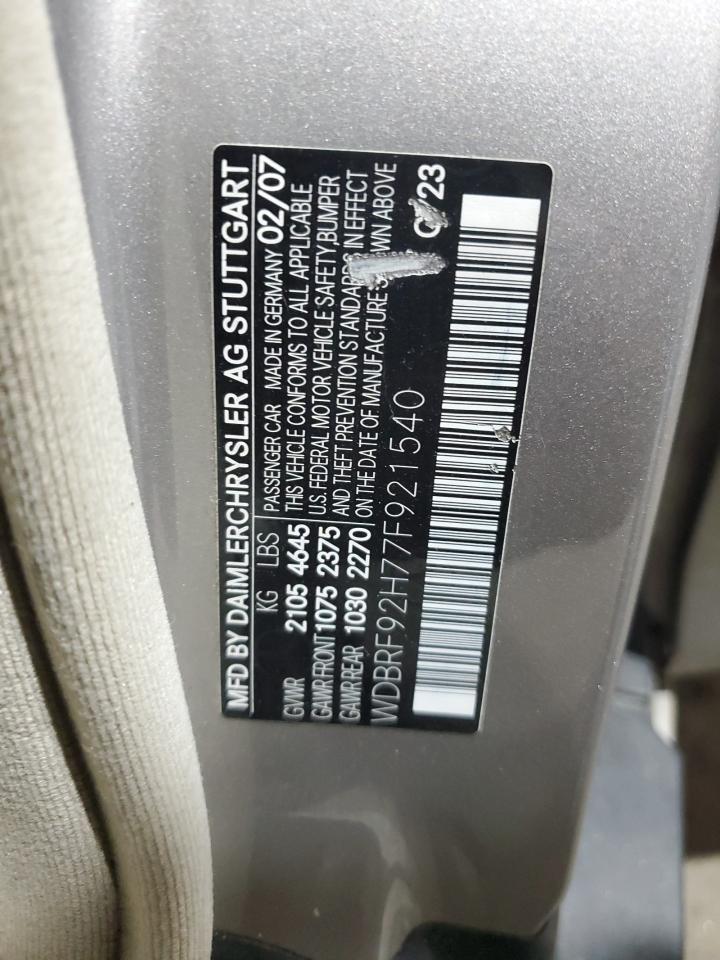 MFD BY DAIMLERCHRYSLER AG STUTTGART
KG LBS
GVWR 2105 4645
GAWR FRONT 1075 2375
GAWR REAR 1030 2270
PASSENGER CAR MADE IN GERMANY 02/07
THIS VEHICLE CONFORMS TO ALL APPLICABLE
U.S. FEDERAL MOTOR VEHICLE SAFETY,BUMPER
AND THEFT PREVENTION STANDARDS IN EFFECT
ON THE DATE OF MANUFACTURE SHOWN ABOVE
WDBRF92H77F921540
23